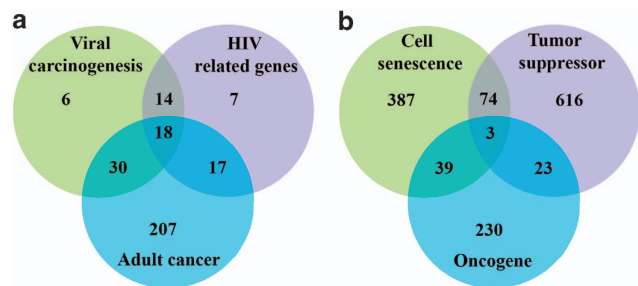 a
Viral
carcinogenesis
HIV
related genes
6
14
7
18
30
17
207
Adult cancer
b
Cell
senescence
Tumor
suppressor
387
74
616
3
39
23
230
Oncogene